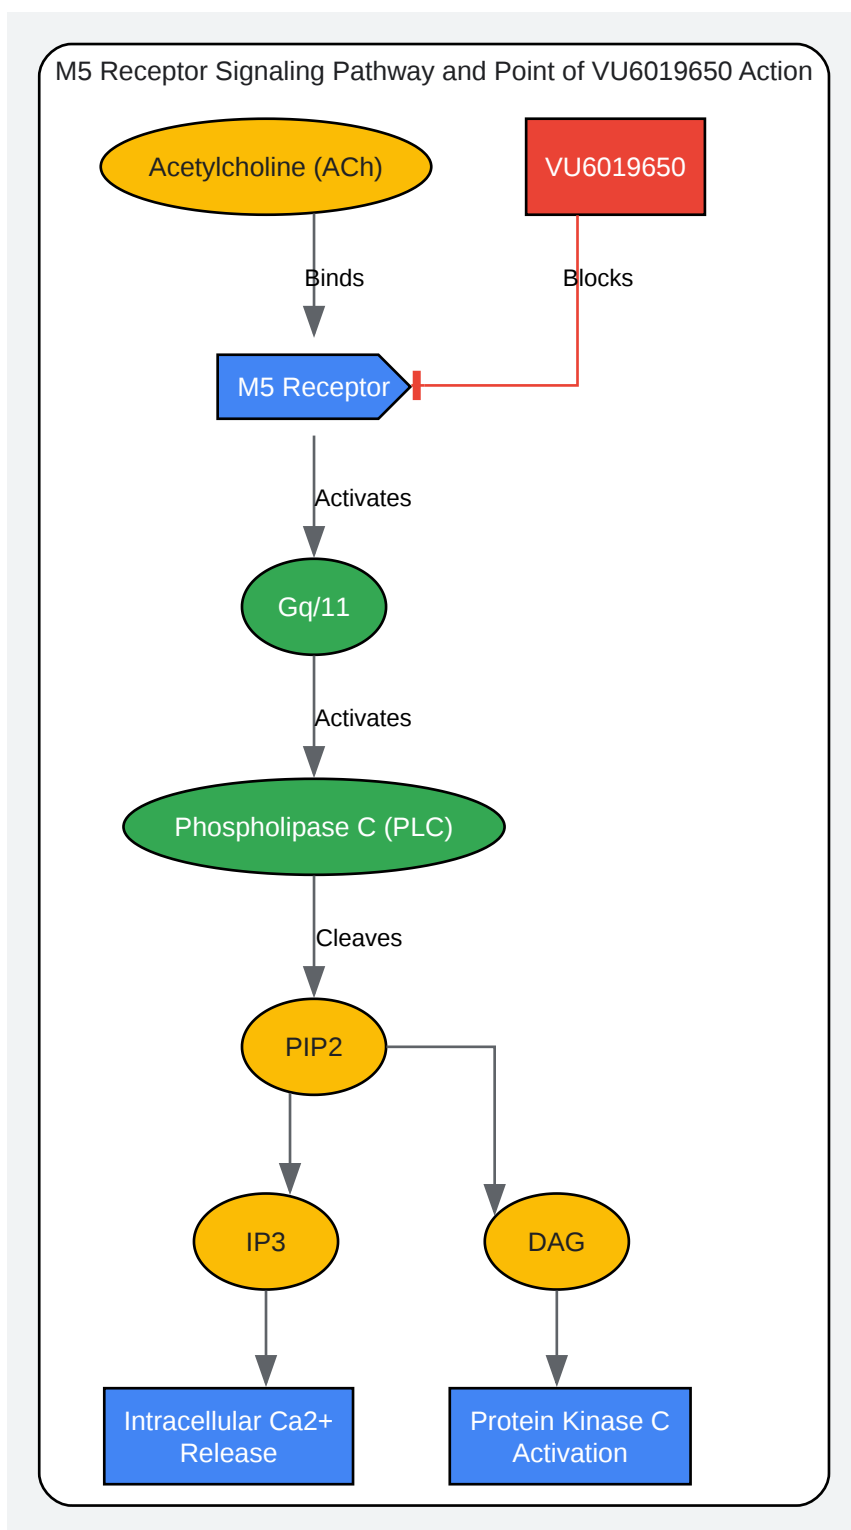 M5 Receptor Signaling Pathway and Point of VU6019650 Action
Acetylcholine (ACh)
VU6019650
Binds
Blocks
M5 Receptor
Activates
Gq/11
Activates
Phospholipase C (PLC)
Cleaves
PIP2
IP3
DAG
Intracellular Ca2+
Release
Protein Kinase C
Activation